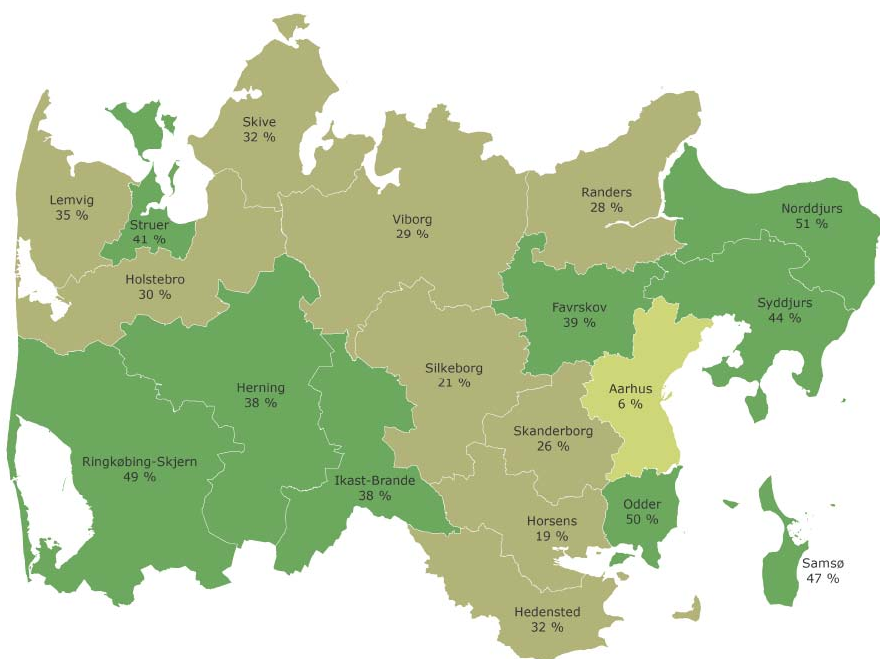 Skive
32 %
Lemvig
35 %
Struer
41 %
Holstebro
30 %
Viborg
29 %
Randers
28 %
Norddjurs
51 %
Favrskov
39 %
Syddjurs
44 %
Silkeborg
21 %
Herning
38 %
Aarhus
6 %
Skanderborg
26 %
Ringkøbing-Skjern
49 %
Ikast-Brande
38 %
Horsens
19 %
Odder
50 %
Samsø
47 %
Hedensted
32 %